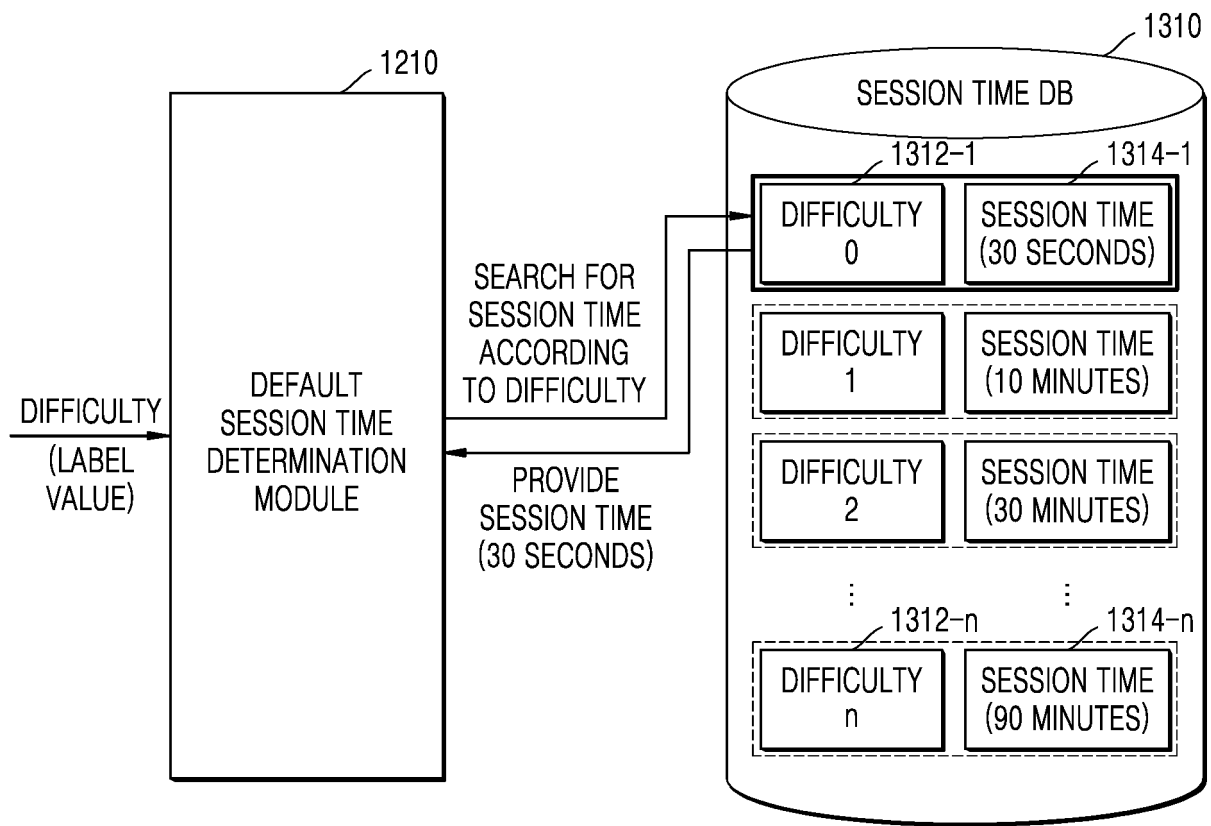 1210
1310
SESSION TIME DB
1312-1
1314-1
DIFFICULTY
0
SESSION TIME
(30 SECONDS)
SEARCH FOR
SESSION TIME
ACCORDING
TO DIFFICULTY
DIFFICULTY
1
SESSION TIME
(10 MINUTES)
DEFAULT
SESSION TIME
DETERMINATION
MODULE
DIFFICULTY
(LABEL
VALUE)
PROVIDE
SESSION TIME
(30 SECONDS)
DIFFICULTY
2
SESSION TIME
(30 MINUTES)
⋮
⋮
1312-n
1314-n
DIFFICULTY
n
SESSION TIME
(90 MINUTES)